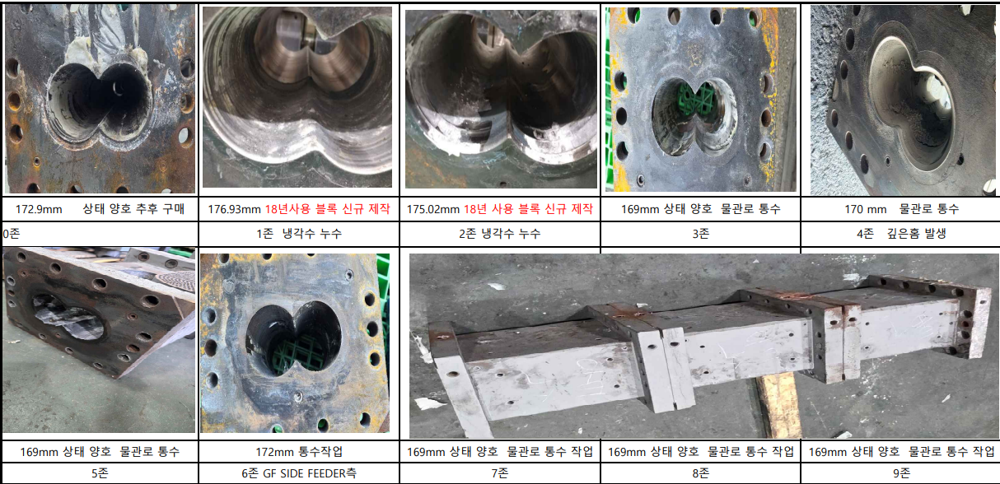 172.9mm 상태 양호 추후 구매
176.93mm 18년사용 블록 신규 제작
175.02mm 18년 사용 블록 신규 제작
169mm 상태 양호 물관로 통수
170 mm 물관로 통수
0존
1존 냉각수 누수
2존 냉각수 누수
3존
4존 깊은홈 발생
169mm 상태 양호 물관로 통수
172mm 통수작업
169mm 상태 양호 물관로 통수 작업
169mm 상태 양호 물관로 통수 작업
169mm 상태 양호 물관로 통수 작업
5존
6존 GF SIDE FEEDER측
7존
8존
9존